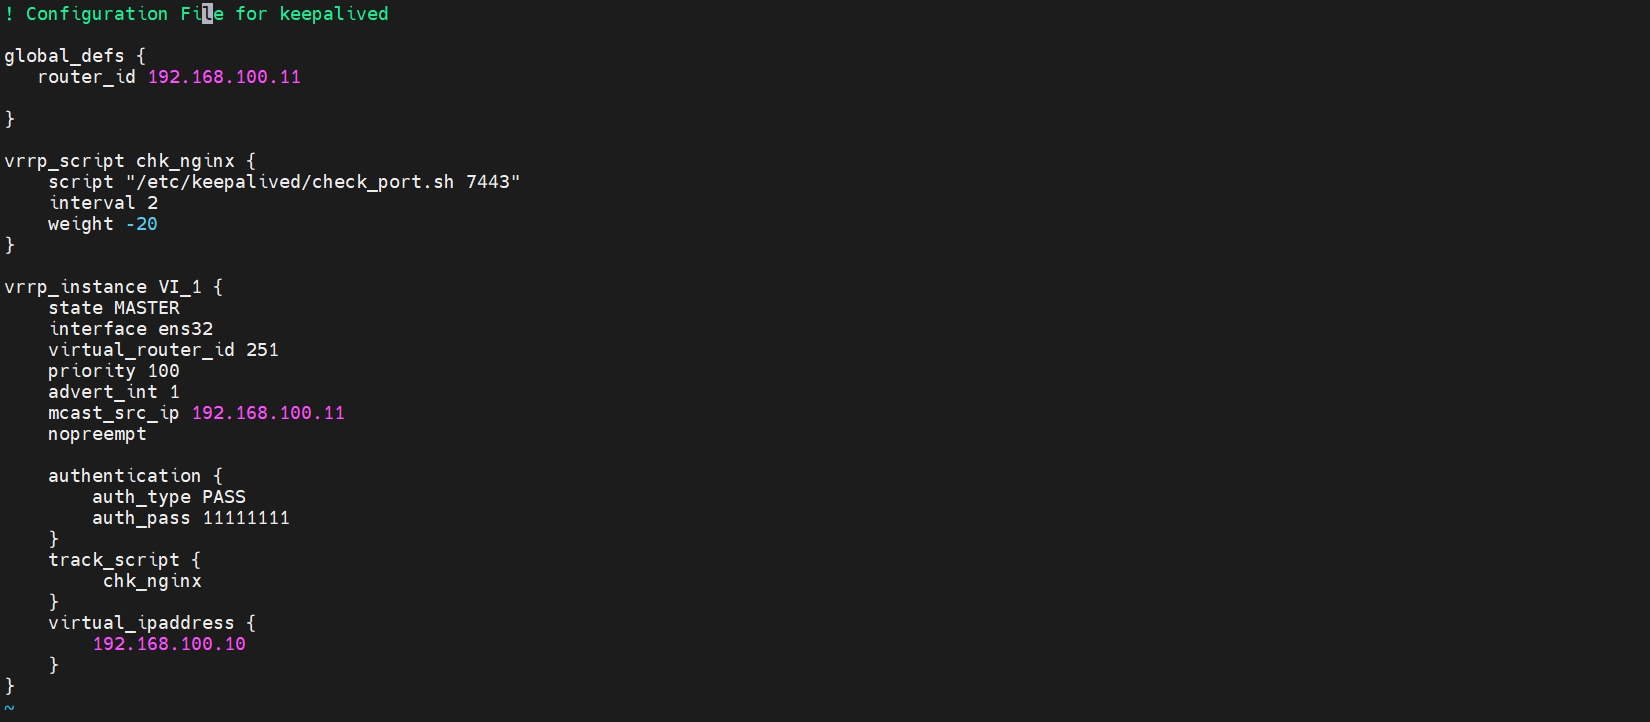 ! Configuration File for keepalived
global_defs {
router_id 192.168.100.11
}
vrrp_script chk_nginx {
script "/etc/keepalived/check_port.sh 7443"
interval 2
weight -20
}
vrrp_instance VI_1 {
state MASTER
interface ens32
virtual_router_id 251
priority 100
advert_int 1
mcast_src_ip 192.168.100.11
nopreempt
authentication {
auth_type PASS
auth_pass 11111111
}
track_script {
chk_nginx
}
virtual_ipaddress {
192.168.100.10
}
}
~